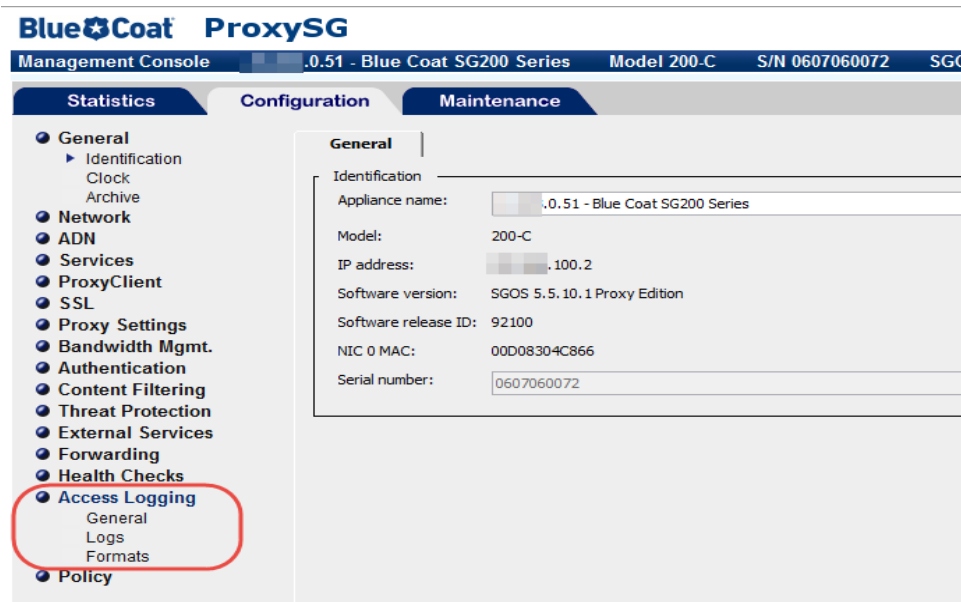 Blue Coat ProxySG
Management Console .0.51 - Blue Coat SG200 Series Model 200-C S/N 0607060072 SGO
Statistics Configuration Maintenance
General
Identification
Clock
Archive
Network
ADN
Services
ProxyClient
SSL
Proxy Settings
Bandwidth Mgmt.
Authentication
Content Filtering
Threat Protection
External Services
Forwarding
Health Checks
Access Logging
General
Logs
Formats
Policy
General
Identification
Appliance name: .0.51 - Blue Coat SG200 Series
Model: 200-C
IP address: .100.2
Software version: SGOS 5.5.10.1 Proxy Edition
Software release ID: 92100
NIC 0 MAC: 00D08304C866
Serial number: 0607060072